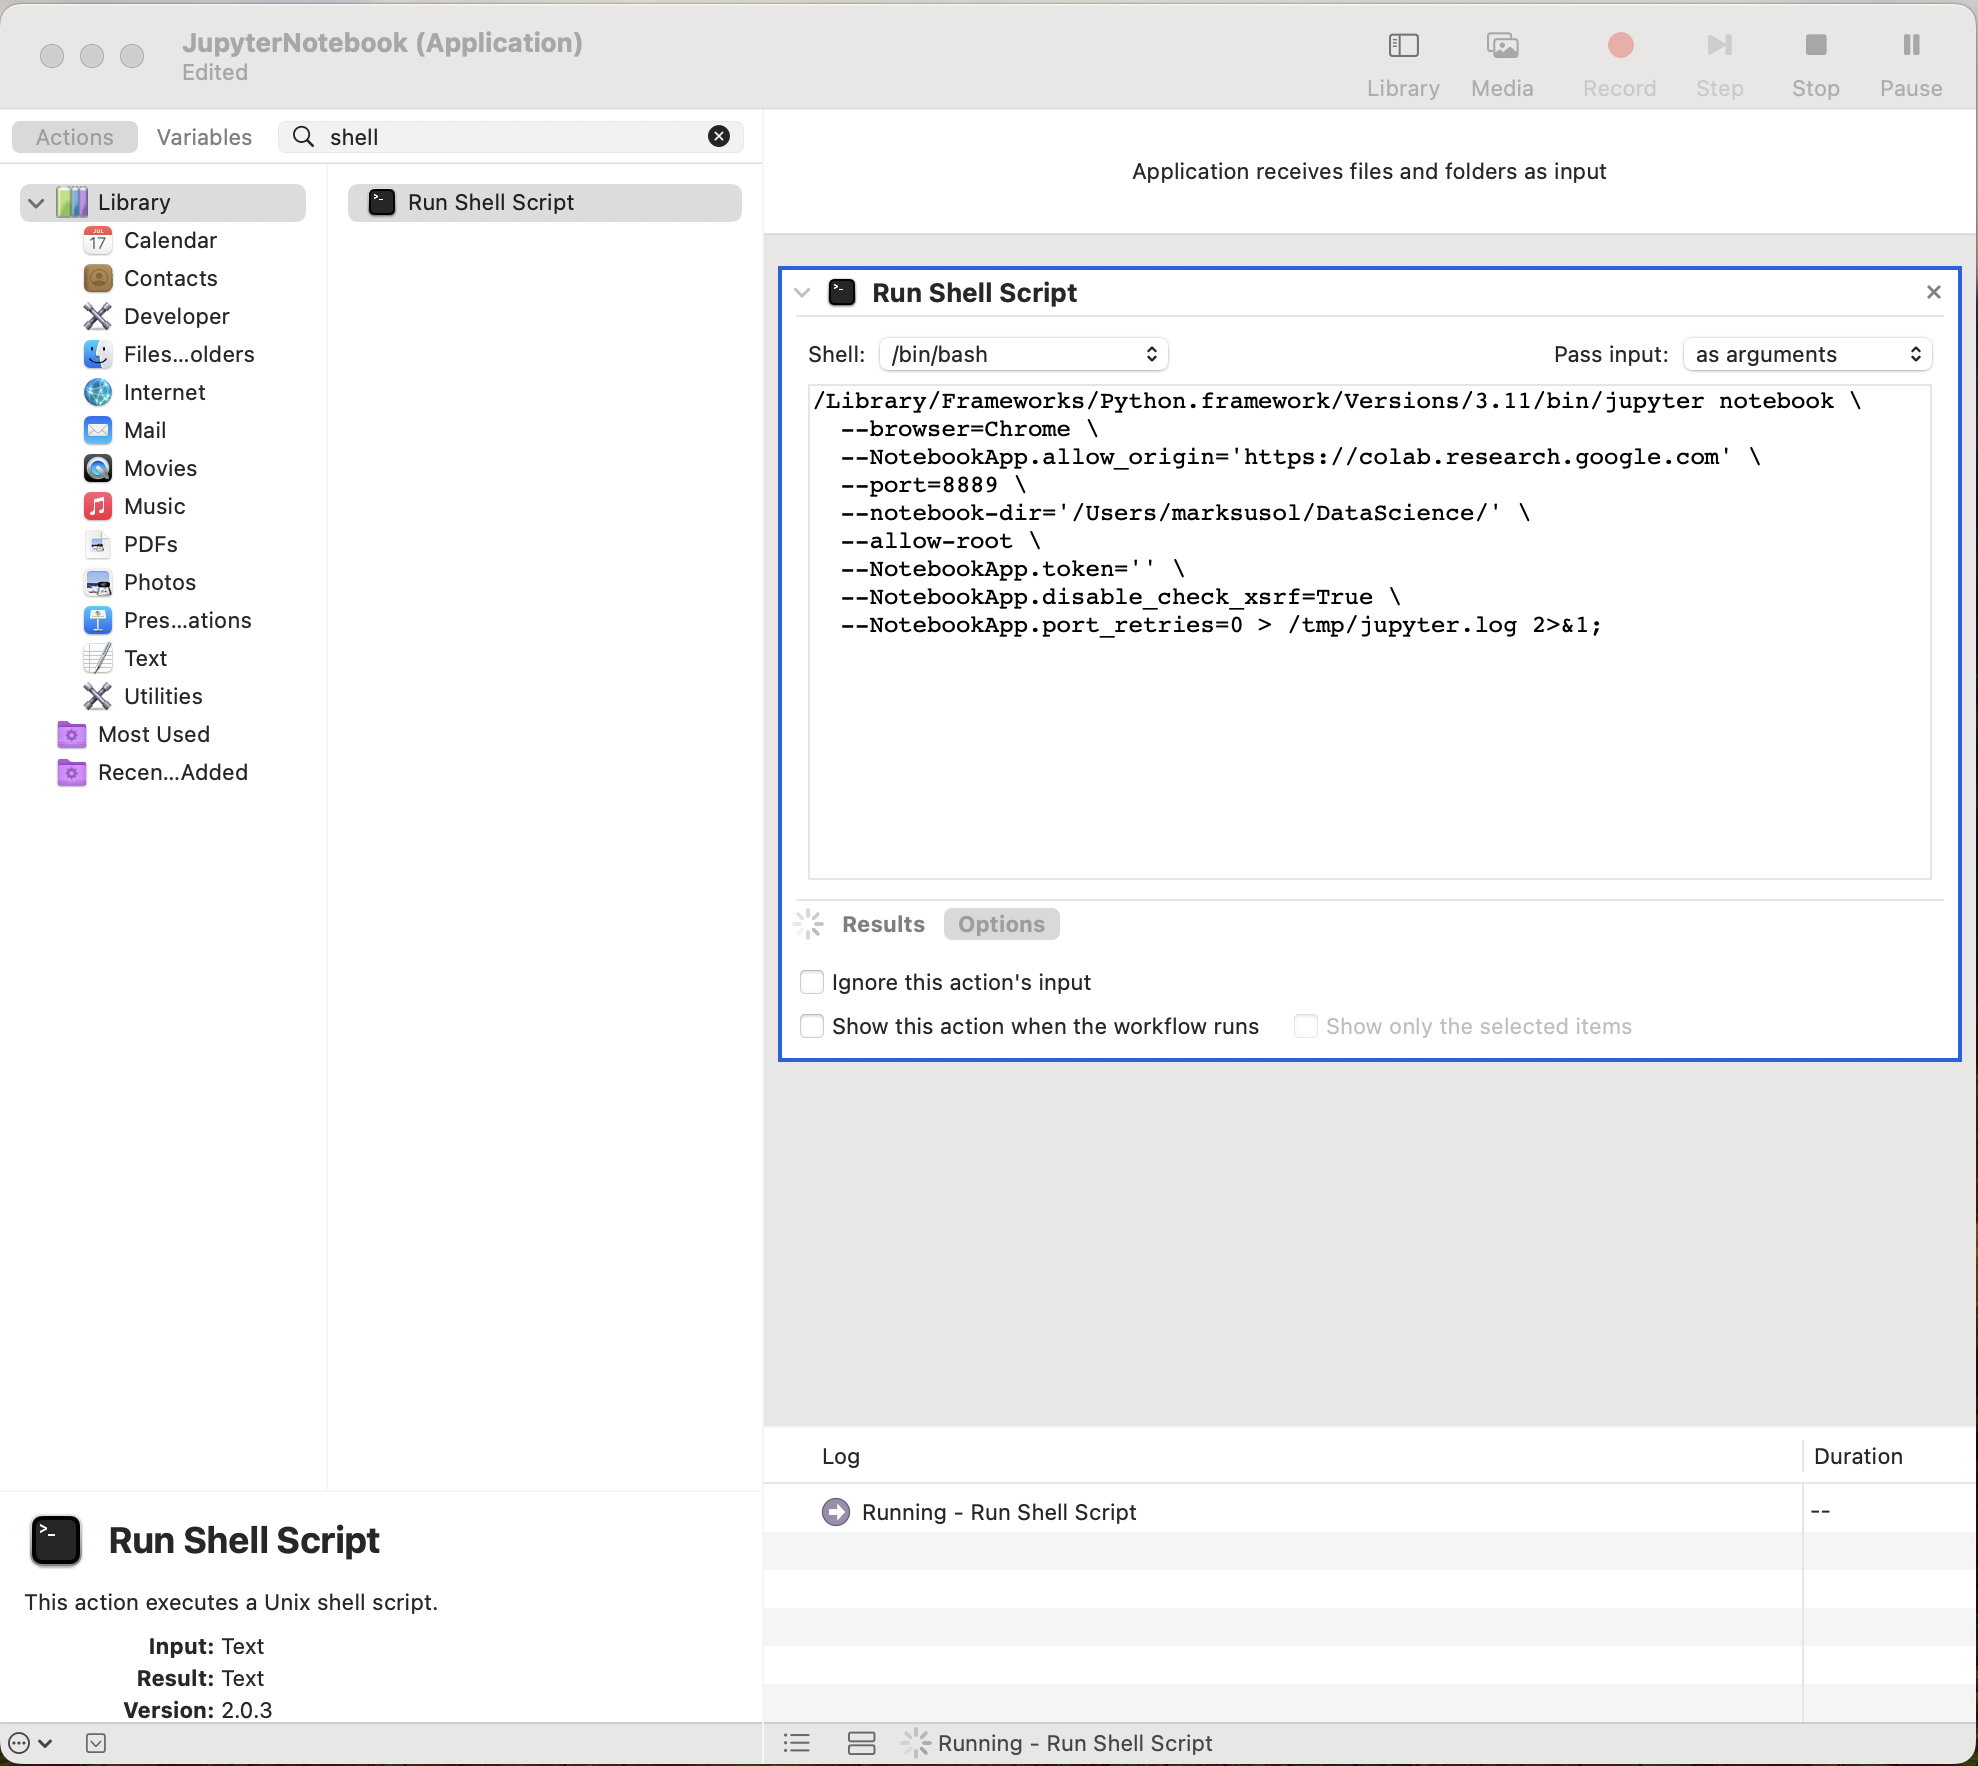 JupyterNotebook (Application)
Edited
Library
Media
Record
Step
Stop
Pause
Actions
Variables
shell
Application receives files and folders as input
Library
JUL
17
Calendar
Contacts
Developer
Files...olders
Internet
Mail
Movies
Music
PDFs
Photos
Pres...ations
Text
Utilities
Most Used
Recen...Added
Run Shell Script
Run Shell Script
Shell: /bin/bash
Pass input: as arguments
/Library/Frameworks/Python.framework/Versions/3.11/bin/jupyter notebook \
--browser=Chrome \
--NotebookApp.allow_origin='https://colab.research.google.com' \
--port=8889 \
--notebook-dir='/Users/marksusol/DataScience/' \
--allow-root \
--NotebookApp.token='' \
--NotebookApp.disable_check_xsrf=True \
--NotebookApp.port_retries=0 > /tmp/jupyter.log 2>&1;
Results
Options
Ignore this action's input
Show this action when the workflow runs
Show only the selected items
Log
Duration
Running - Run Shell Script
--
Run Shell Script
This action executes a Unix shell script.
Input: Text
Result: Text
Version: 2.0.3
Running - Run Shell Script